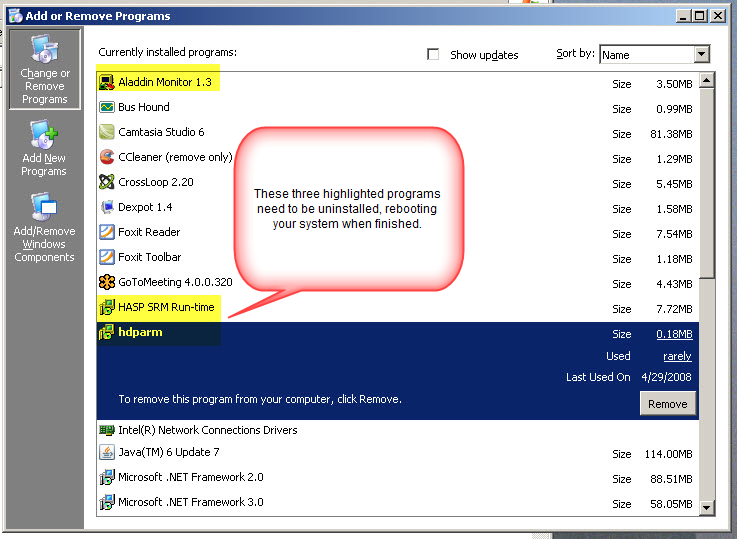 Add or Remove Programs
Change or
Remove
Programs
Add New
Programs
Add/Remove
Windows
Components
Currently installed programs:
Show updates
Sort by: Name
Aladdin Monitor 1.3 Size 3.50MB
Bus Hound Size 0.99MB
Camtasia Studio 6 Size 81.38MB
CCleaner (remove only) Size 1.29MB
CrossLoop 2.20 Size 5.45MB
Dexpot 1.4 Size 1.58MB
Foxit Reader Size 7.54MB
Foxit Toolbar Size 1.18MB
GoToMeeting 4.0.0.320 Size 4.43MB
HASP SRM Run-time Size 7.72MB
hdparm Size 0.18MB
Used rarely
Last Used On 4/29/2008
To remove this program from your computer, click Remove.
Remove
Intel(R) Network Connections Drivers
Java(TM) 6 Update 7 Size 114.00MB
Microsoft .NET Framework 2.0 Size 88.51MB
Microsoft .NET Framework 3.0 Size 58.05MB
These three highlighted programs
need to be uninstalled, rebooting
your system when finished.